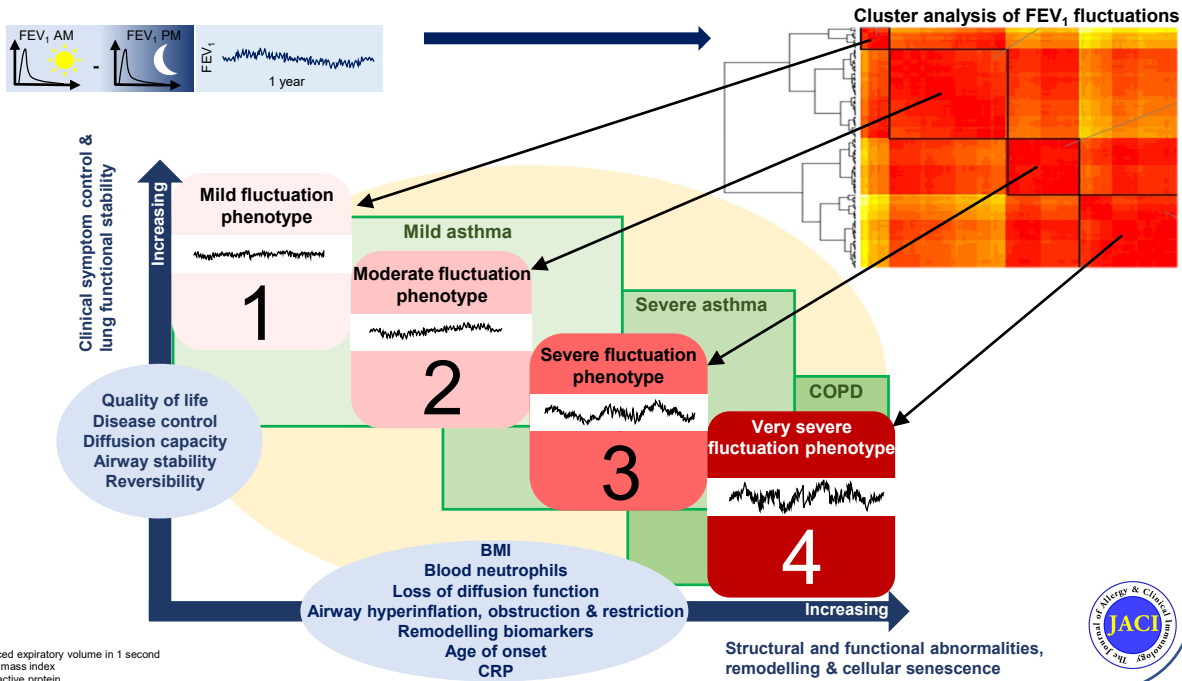 Cluster analysis of FEV₁ fluctuations
FEV₁ AM
-
FEV₁ PM
FEV₁
1 year
Clinical symptom control &
lung functional stability
Increasing
Mild fluctuation
phenotype
1
Mild asthma
Moderate fluctuation
phenotype
2
Severe asthma
Severe fluctuation
phenotype
3
COPD
Very severe
fluctuation phenotype
4
Quality of life
Disease control
Diffusion capacity
Airway stability
Reversibility
BMI
Blood neutrophils
Loss of diffusion function
Airway hyperinflation, obstruction & restriction
Remodelling biomarkers
Age of onset
CRP
Increasing
Structural and functional abnormalities,
remodelling & cellular senescence
expiratory volume in 1 second
mass index
protein
The Journal of Allergy & Clinical Immunology
JACI